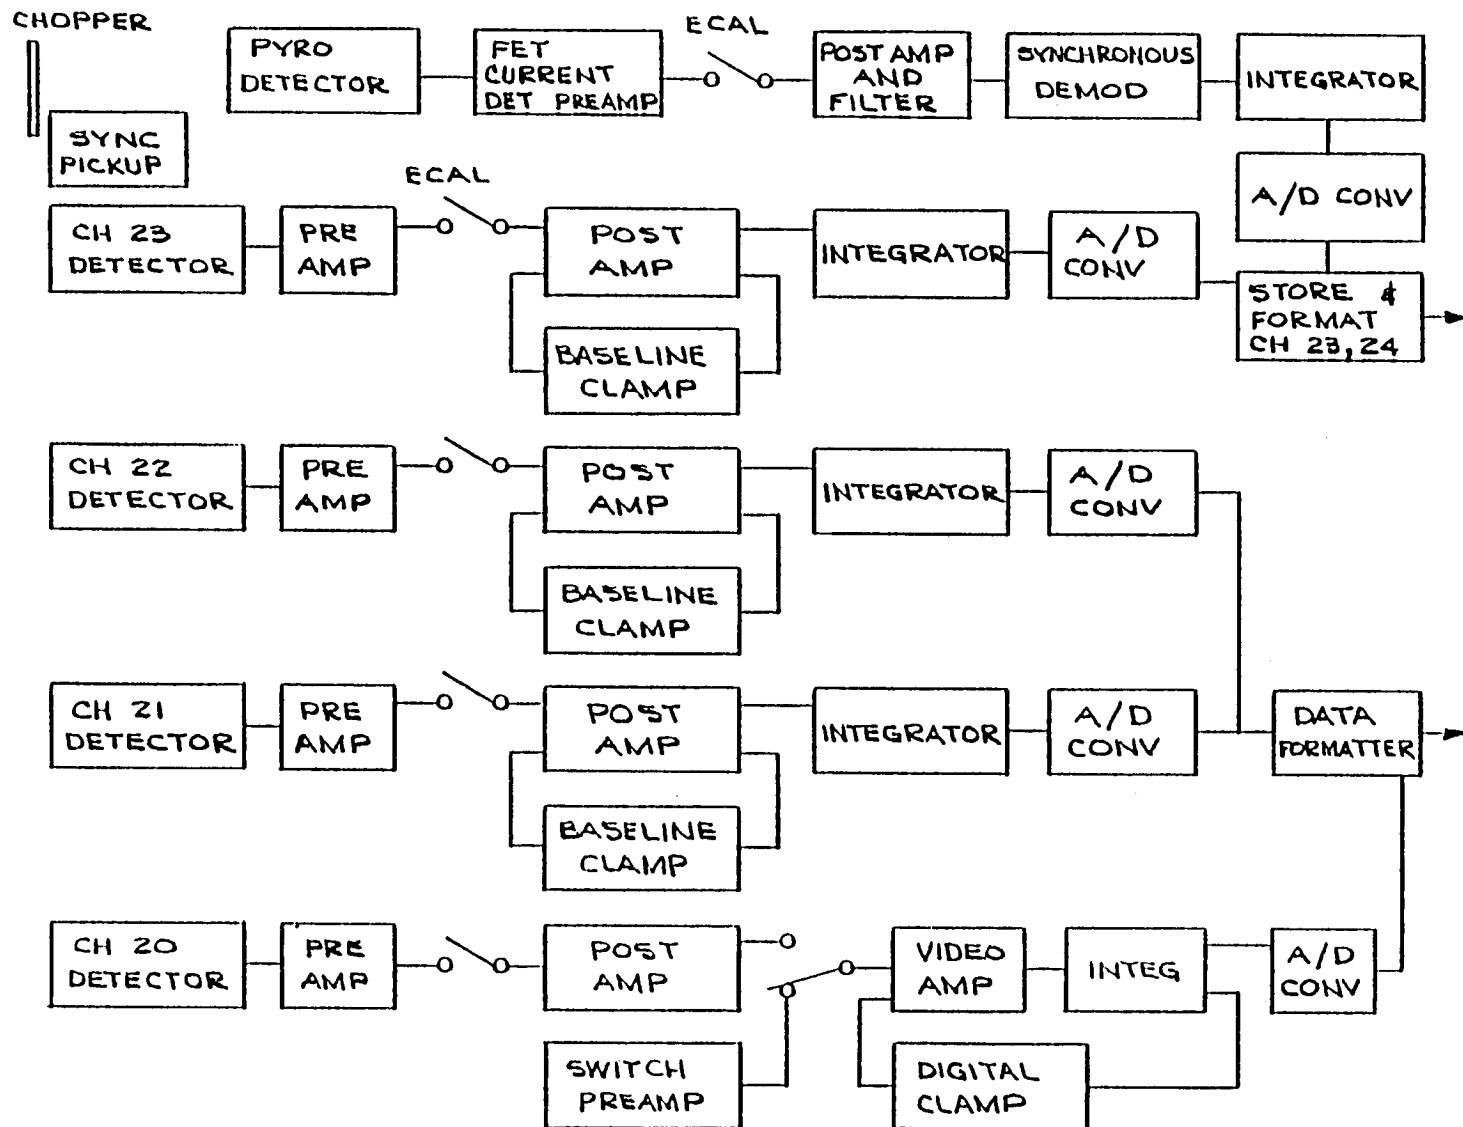 CHOPPER
PYRO
DETECTOR
FET
CURRENT
DET PREAMP
ECAL
POST AMP
AND
FILTER
SYNCHRONOUS
DEMOD
INTEGRATOR
SYNC
PICKUP
A/D CONV
ECAL
CH 23
DETECTOR
PRE
AMP
POST
AMP
INTEGRATOR
A/D
CONV
STORE &
FORMAT
CH 23, 24
BASELINE
CLAMP
CH 22
DETECTOR
PRE
AMP
POST
AMP
INTEGRATOR
A/D
CONV
BASELINE
CLAMP
CH 21
DETECTOR
PRE
AMP
POST
AMP
INTEGRATOR
A/D
CONV
DATA
FORMATTER
BASELINE
CLAMP
CH 20
DETECTOR
PRE
AMP
POST
AMP
VIDEO
AMP
INTEG
A/D
CONV
SWITCH
PREAMP
DIGITAL
CLAMP